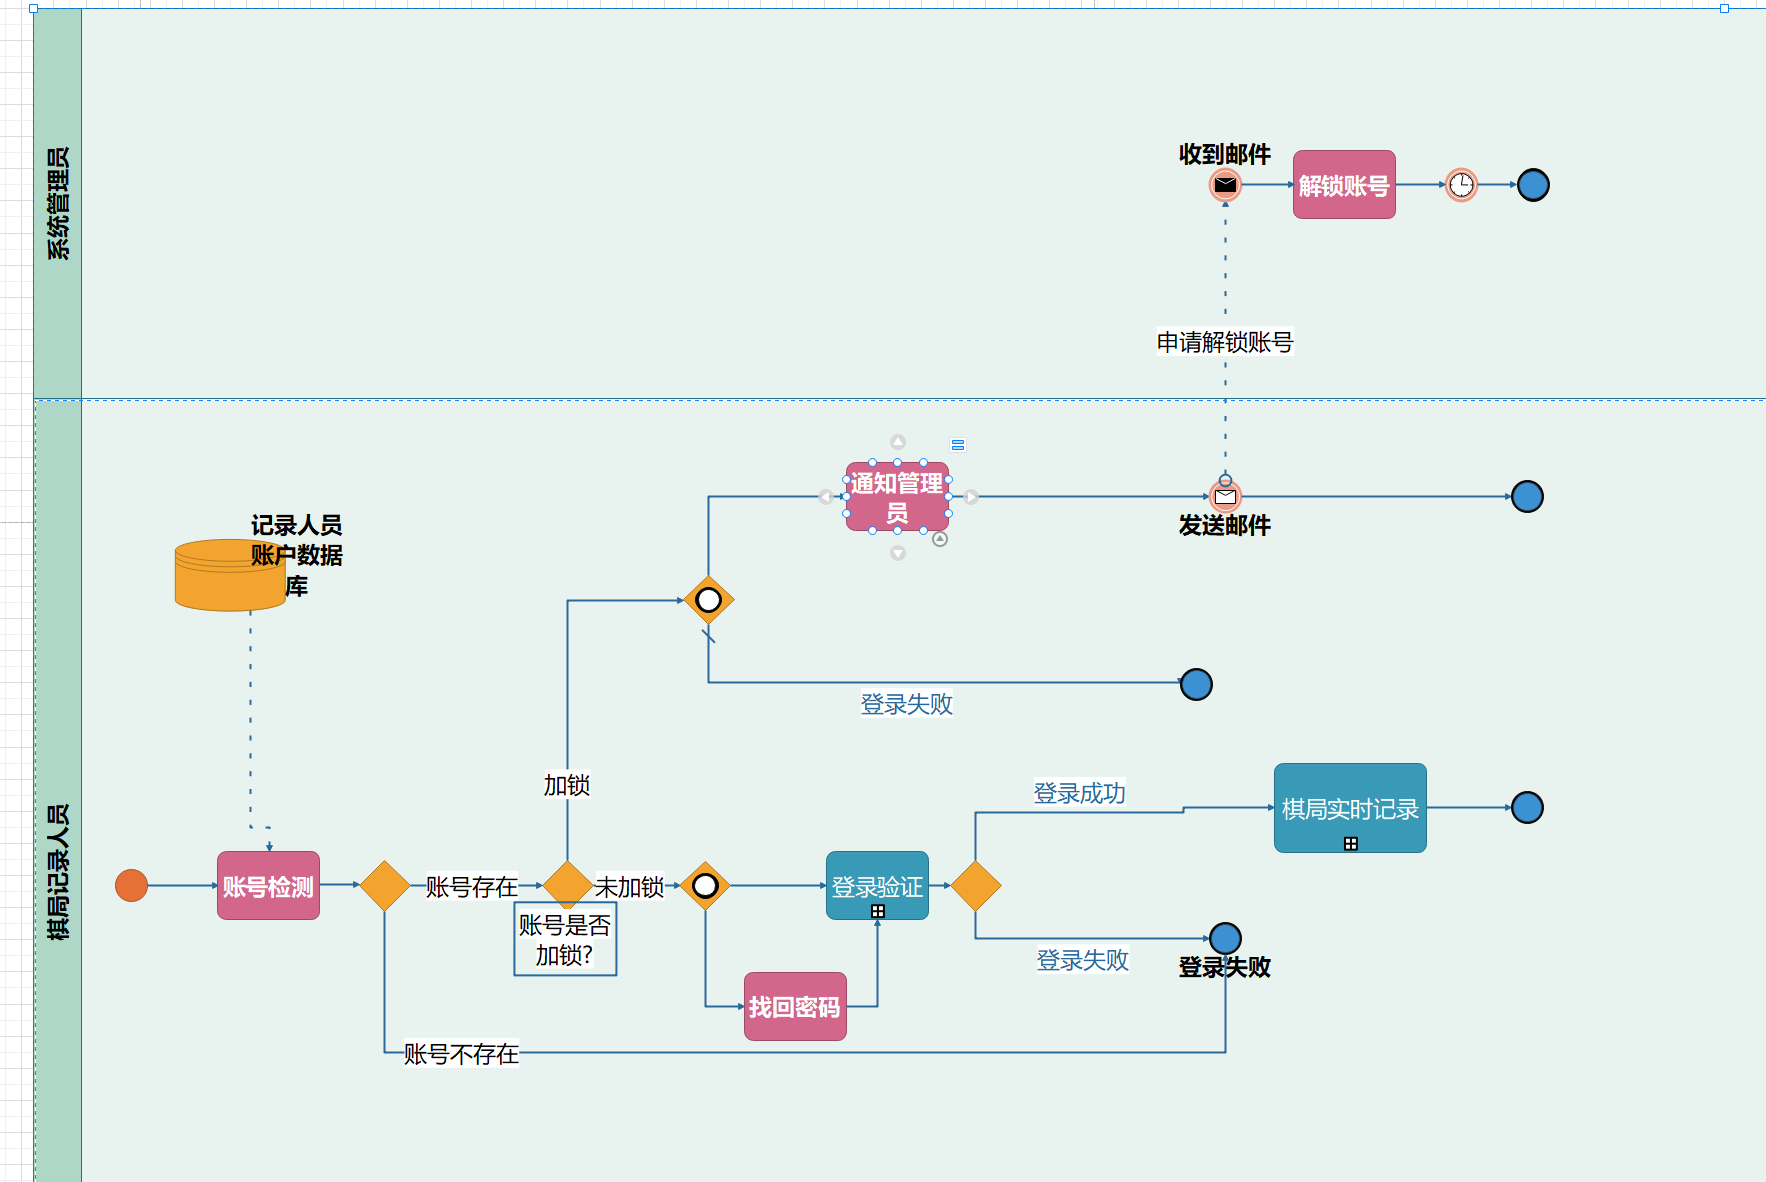 系统管理员
收到邮件
解锁账号
申请解锁账号
棋局记录人员
通知管理
员
发送邮件
记录人员
账户数据
库
登录失败
加锁
登录成功
棋局实时记录
账号检测
账号存在
未加锁
登录验证
账号是否
加锁?
登录失败
登录失败
找回密码
账号不存在